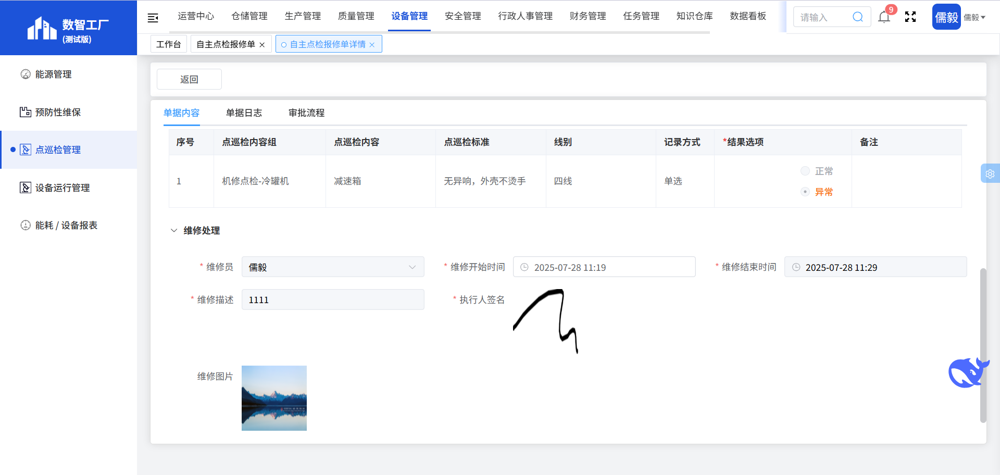 数智工厂
(测试版)
运营中心 仓储管理 生产管理 质量管理 设备管理 安全管理 行政人事管理 财务管理 任务管理 知识仓库 数据看板
请输入
9
儒毅
儒毅
工作台 自主点检报修单 自主点检报修单详情
能源管理
预防性维保
点巡检管理
设备运行管理
能耗 / 设备报表
返回
单据内容 单据日志 审批流程
序号 点巡检内容组 点巡检内容 点巡检标准 线别 记录方式 *结果选项 备注
1 机修点检-冷罐机 减速箱 无异响，外壳不烫手 四线 单选
正常
异常
维修处理
* 维修员 儒毅 * 维修开始时间 2025-07-28 11:19 * 维修结束时间 2025-07-28 11:29
* 维修描述 1111 * 执行人签名
维修图片